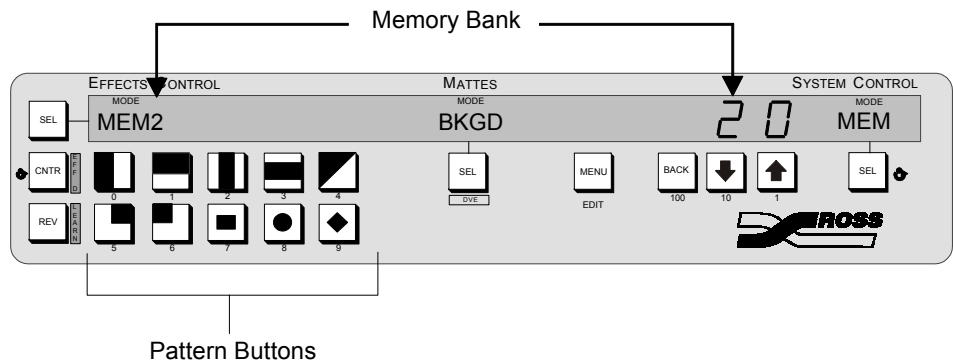 Memory Bank
EFFECTS CONTROL MATTES SYSTEM CONTROL
MODE MODE MODE
SEL MEM2 BKGD 20 MEM
CNTR EFF D SEL MENU BACK SEL
0 1 2 3 4 DVE EDIT 100 10 1
REV LEARN ROSS
5 6 7 8 9
Pattern Buttons